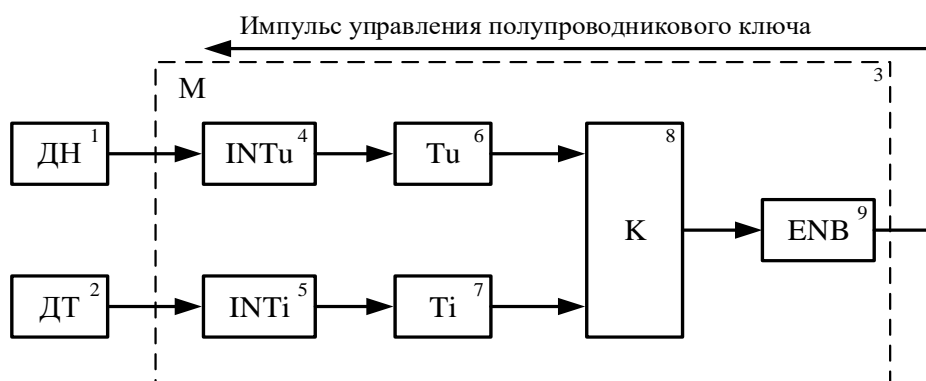 Импульс управления полупроводникового ключа
M
3
ДН
1
INTu
4
Tu
6
8
K
ENB
9
ДТ
2
INTi
5
Ti
7